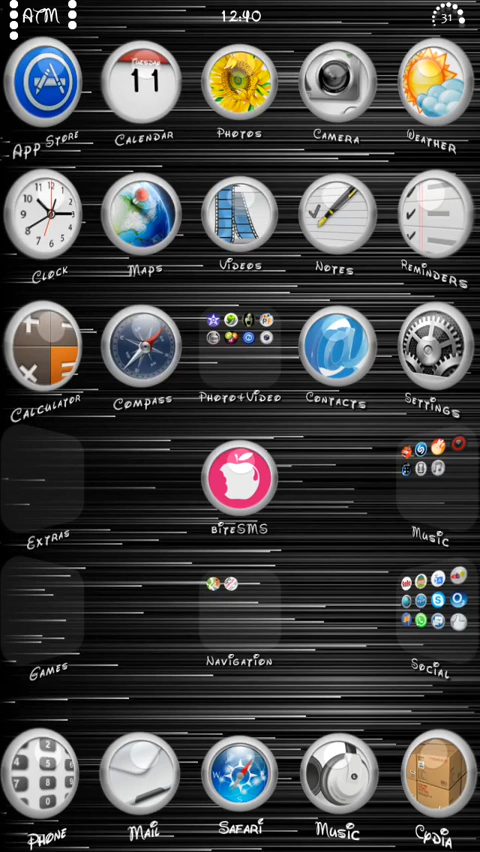 ATM 12:40 31
App Store Calendar Photos Camera Weather
Tuesday
11
Clock Maps Videos Notes Reminders
Calculator Compass Photo+Video Contacts Settings
Extras biteSMS Music
Games Navigation Social
Phone Mail Safari Music Cydia